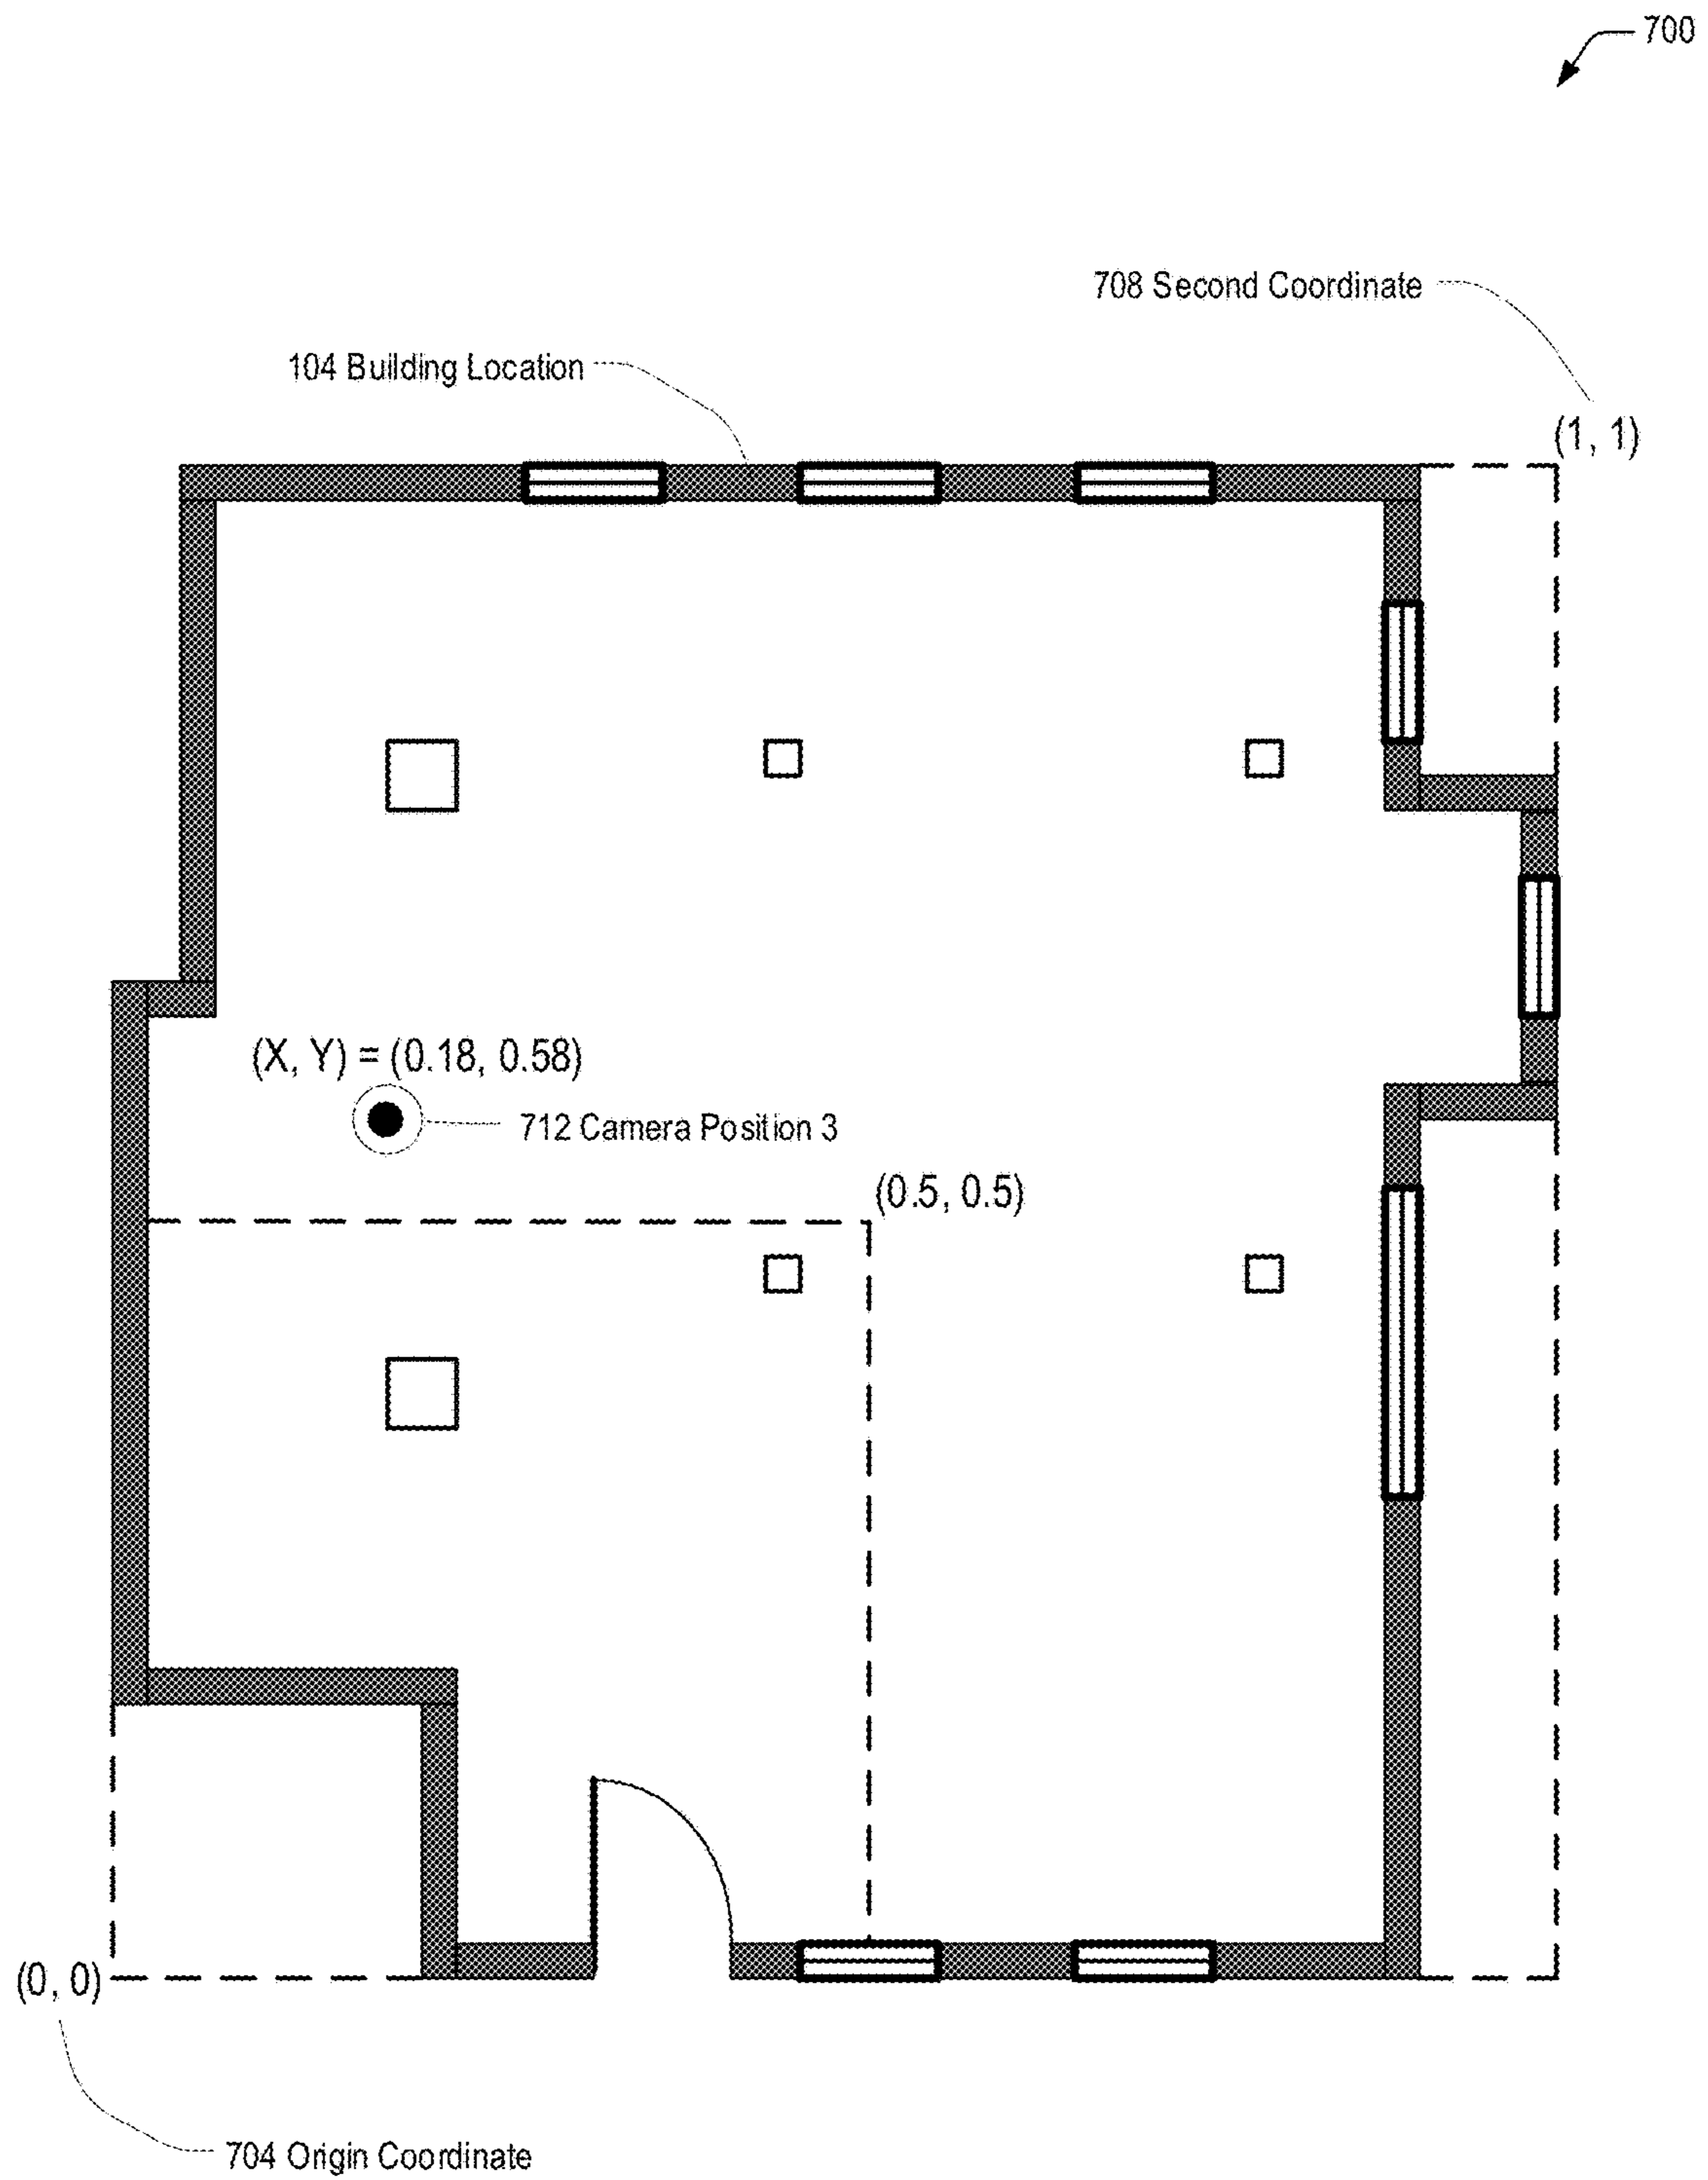 700
708 Second Coordinate
104 Building Location
(1, 1)
(X, Y) = (0.18, 0.58)
712 Camera Position 3
(0.5, 0.5)
(0, 0)
704 Origin Coordinate